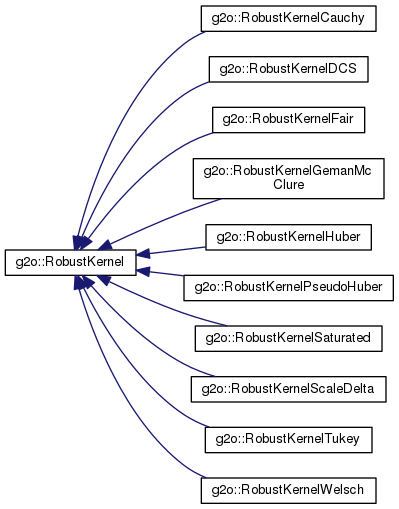 g2o::RobustKernelCauchy
g2o::RobustKernelDCS
g2o::RobustKernelFair
g2o::RobustKernelGemanMc
Clure
g2o::RobustKernelHuber
g2o::RobustKernel
g2o::RobustKernelPseudoHuber
g2o::RobustKernelSaturated
g2o::RobustKernelScaleDelta
g2o::RobustKernelTukey
g2o::RobustKernelWelsch